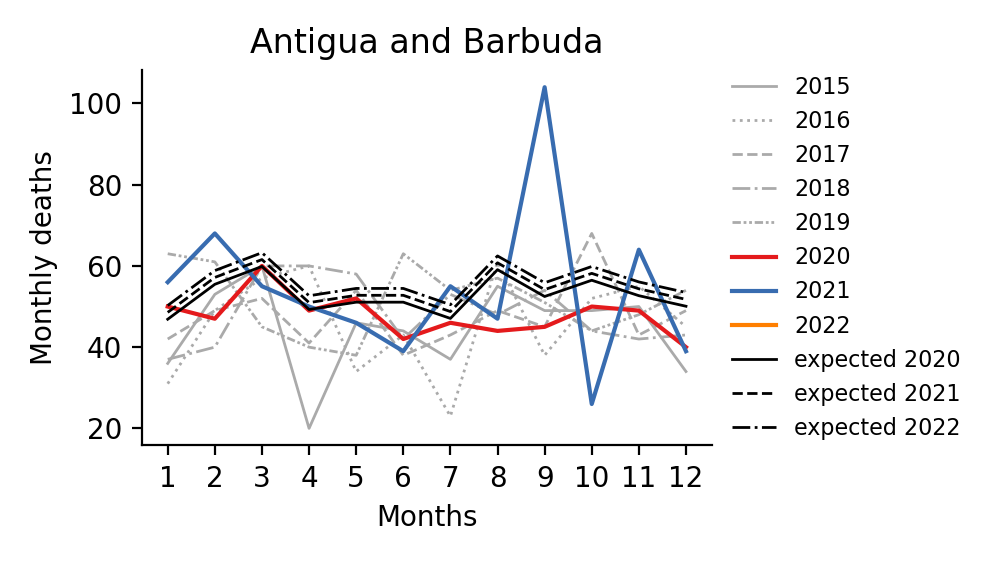 Antigua and Barbuda
Monthly deaths
100
80
60
40
20
1 2 3 4 5 6 7 8 9 10 11 12
Months
2015
2016
2017
2018
2019
2020
2021
2022
expected 2020
expected 2021
expected 2022